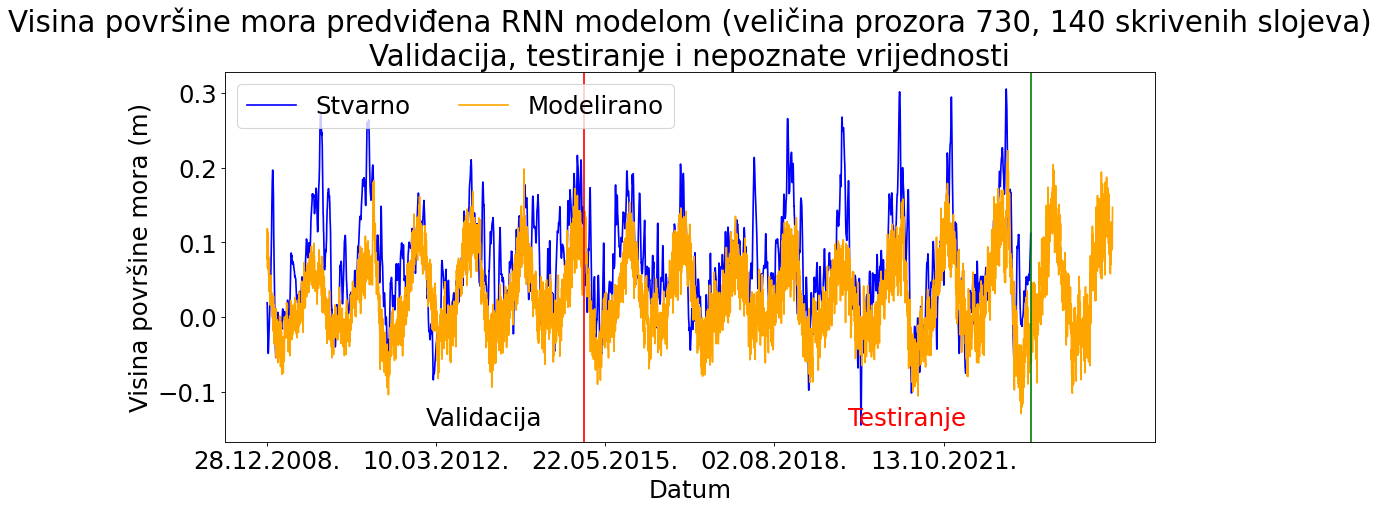 Visina površine mora predviđena RNN modelom (veličina prozora 730, 140 skrivenih slojeva)
Validacija, testiranje i nepoznate vrijednosti
Stvarno Modelirano
Visina površine mora (m)
0.3
0.2
0.1
0.0
−0.1
Validacija Testiranje
28.12.2008. 10.03.2012. 22.05.2015. 02.08.2018. 13.10.2021.
Datum